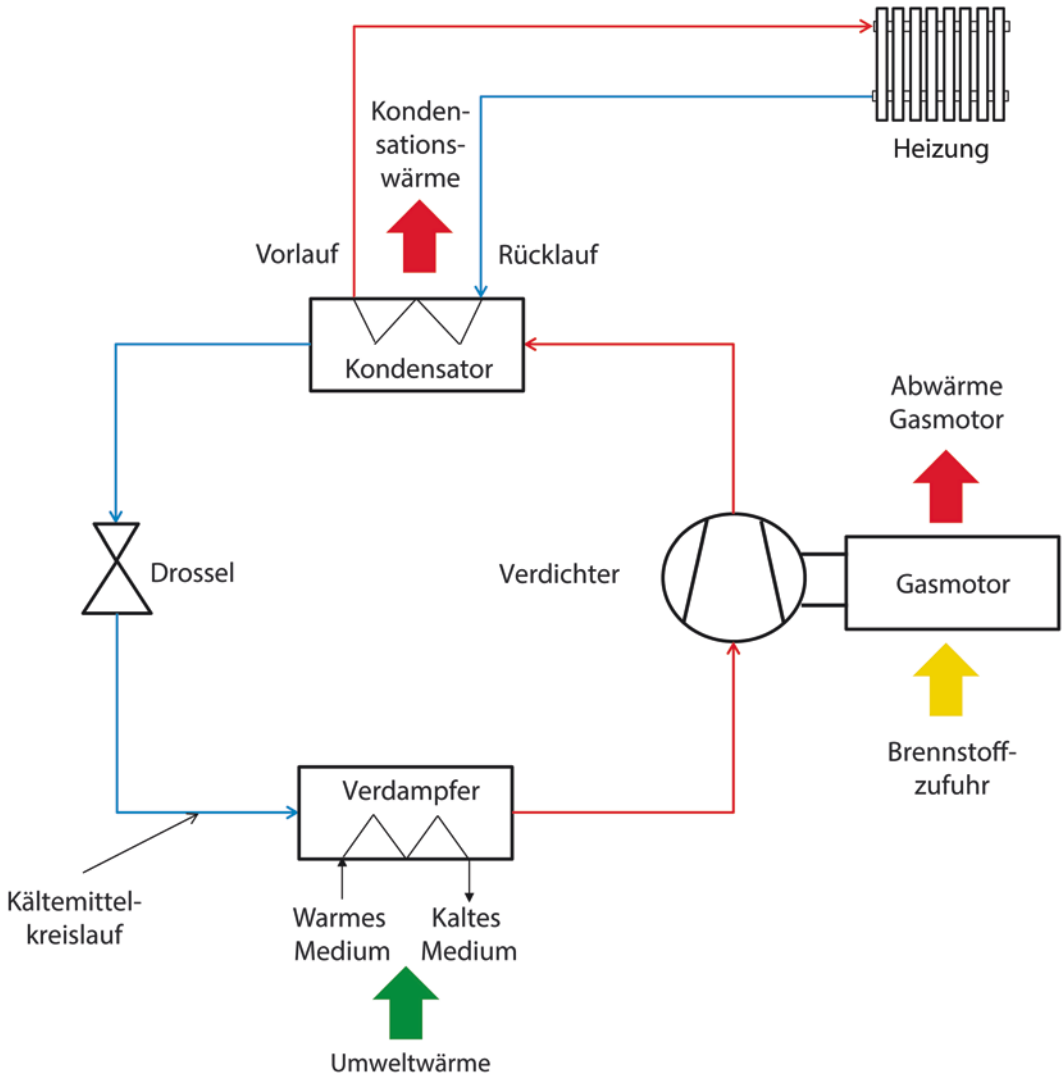 Konden-
sations-
wärme
Heizung
Vorlauf
Rücklauf
Kondensator
Abwärme
Gasmotor
Drossel
Verdichter
Gasmotor
Brennstoff-
zufuhr
Verdampfer
Kältemittel-
kreislauf
Warmes
Medium
Kaltes
Medium
Umweltwärme